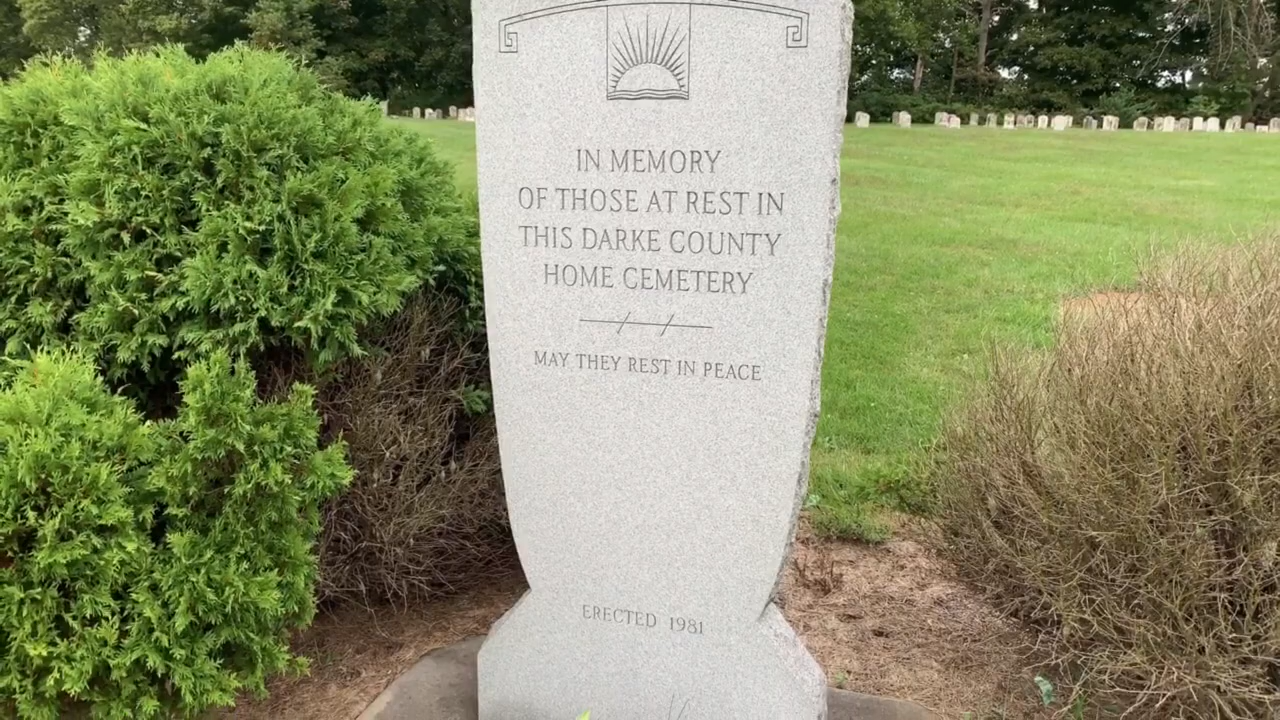 IN MEMORY
OF THOSE AT REST IN
THIS DARKE COUNTY
HOME CEMETERY
MAY THEY REST IN PEACE
ERECTED 1981